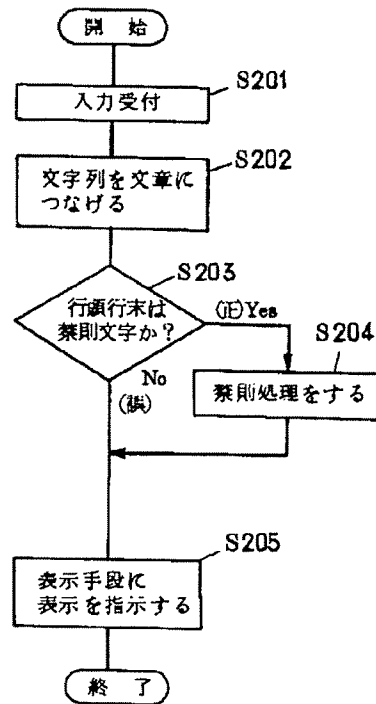 開 始
S201
入力受付
S202
文字列を文章に
つなげる
S203
行頭行末は
禁則文字か?
(正)Yes
S204
No
(誤)
禁則処理をする
S205
表示手段に
表示を指示する
終 了